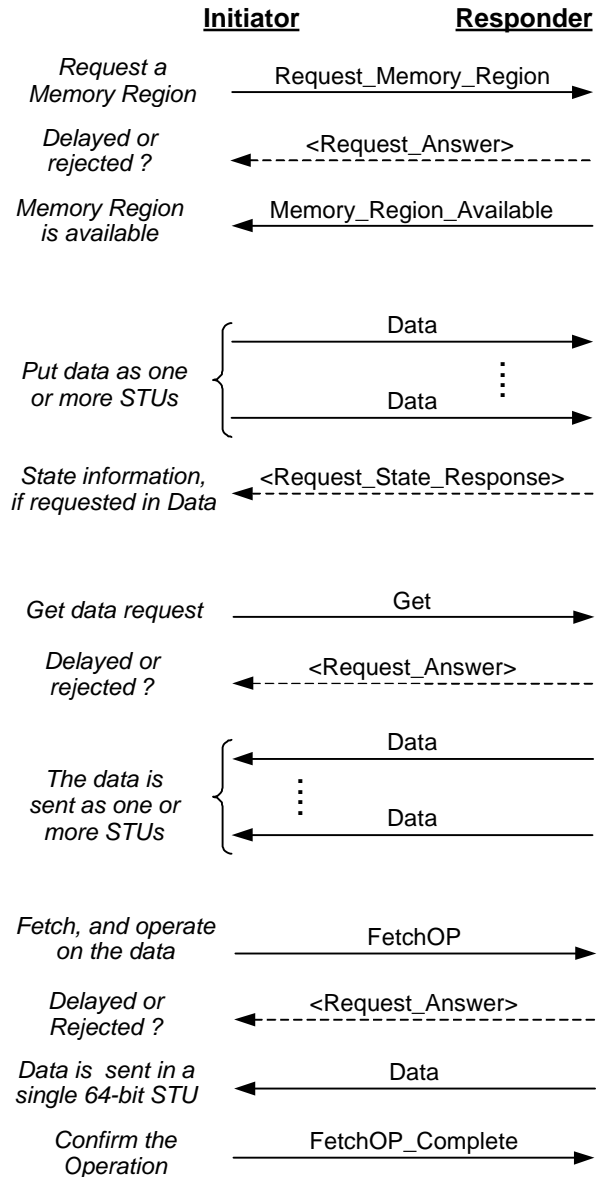 Initiator Responder
Request a
Memory Region
Request_Memory_Region
Delayed or
rejected ?
<Request_Answer>
Memory Region
is available
Memory_Region_Available
Data
Put data as one
or more STUs
Data
State information,
if requested in Data
<Request_State_Response>
Get data request
Get
Delayed or
rejected ?
<Request_Answer>
Data
The data is
sent as one or
more STUs
Data
Fetch, and operate
on the data
FetchOP
Delayed or
Rejected ?
<Request_Answer>
Data is sent in a
single 64-bit STU
Data
Confirm the
Operation
FetchOP_Complete